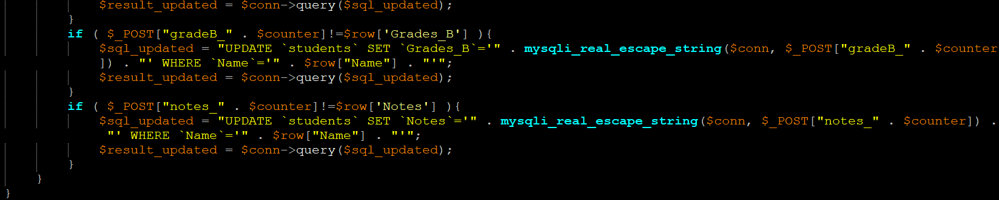 $result_updated = $conn->query($sql_updated);
}
if ( $_POST["gradeB_" . $counter]!=$row['Grades_B'] ){
$sql_updated = "UPDATE `students` SET `Grades_B`='" . mysqli_real_escape_string($conn, $_POST["gradeB_" . $counter
]) . "' WHERE `Name`='" . $row["Name"] . "'";
$result_updated = $conn->query($sql_updated);
}
if ( $_POST["notes_" . $counter]!=$row['Notes'] ){
$sql_updated = "UPDATE `students` SET `Notes`='" . mysqli_real_escape_string($conn, $_POST["notes_" . $counter]) .
"' WHERE `Name`='" . $row["Name"] . "'";
$result_updated = $conn->query($sql_updated);
}
}
}